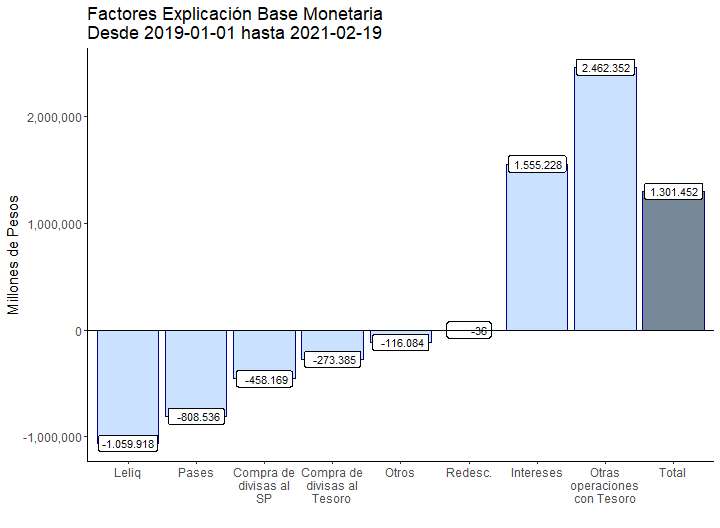 Factores Explicación Base Monetaria
Desde 2019-01-01 hasta 2021-02-19
Millones de Pesos
2,000,000
1,000,000
0
-1,000,000
-1.059.918
-808.536
-458.169
-273.385
-116.084
-36
1.555.228
2.462.352
1.301.452
Leliq
Pases
Compra de
divisas al
SP
Compra de
divisas al
Tesoro
Otros
Redesc.
Intereses
Otras
operaciones
con Tesoro
Total